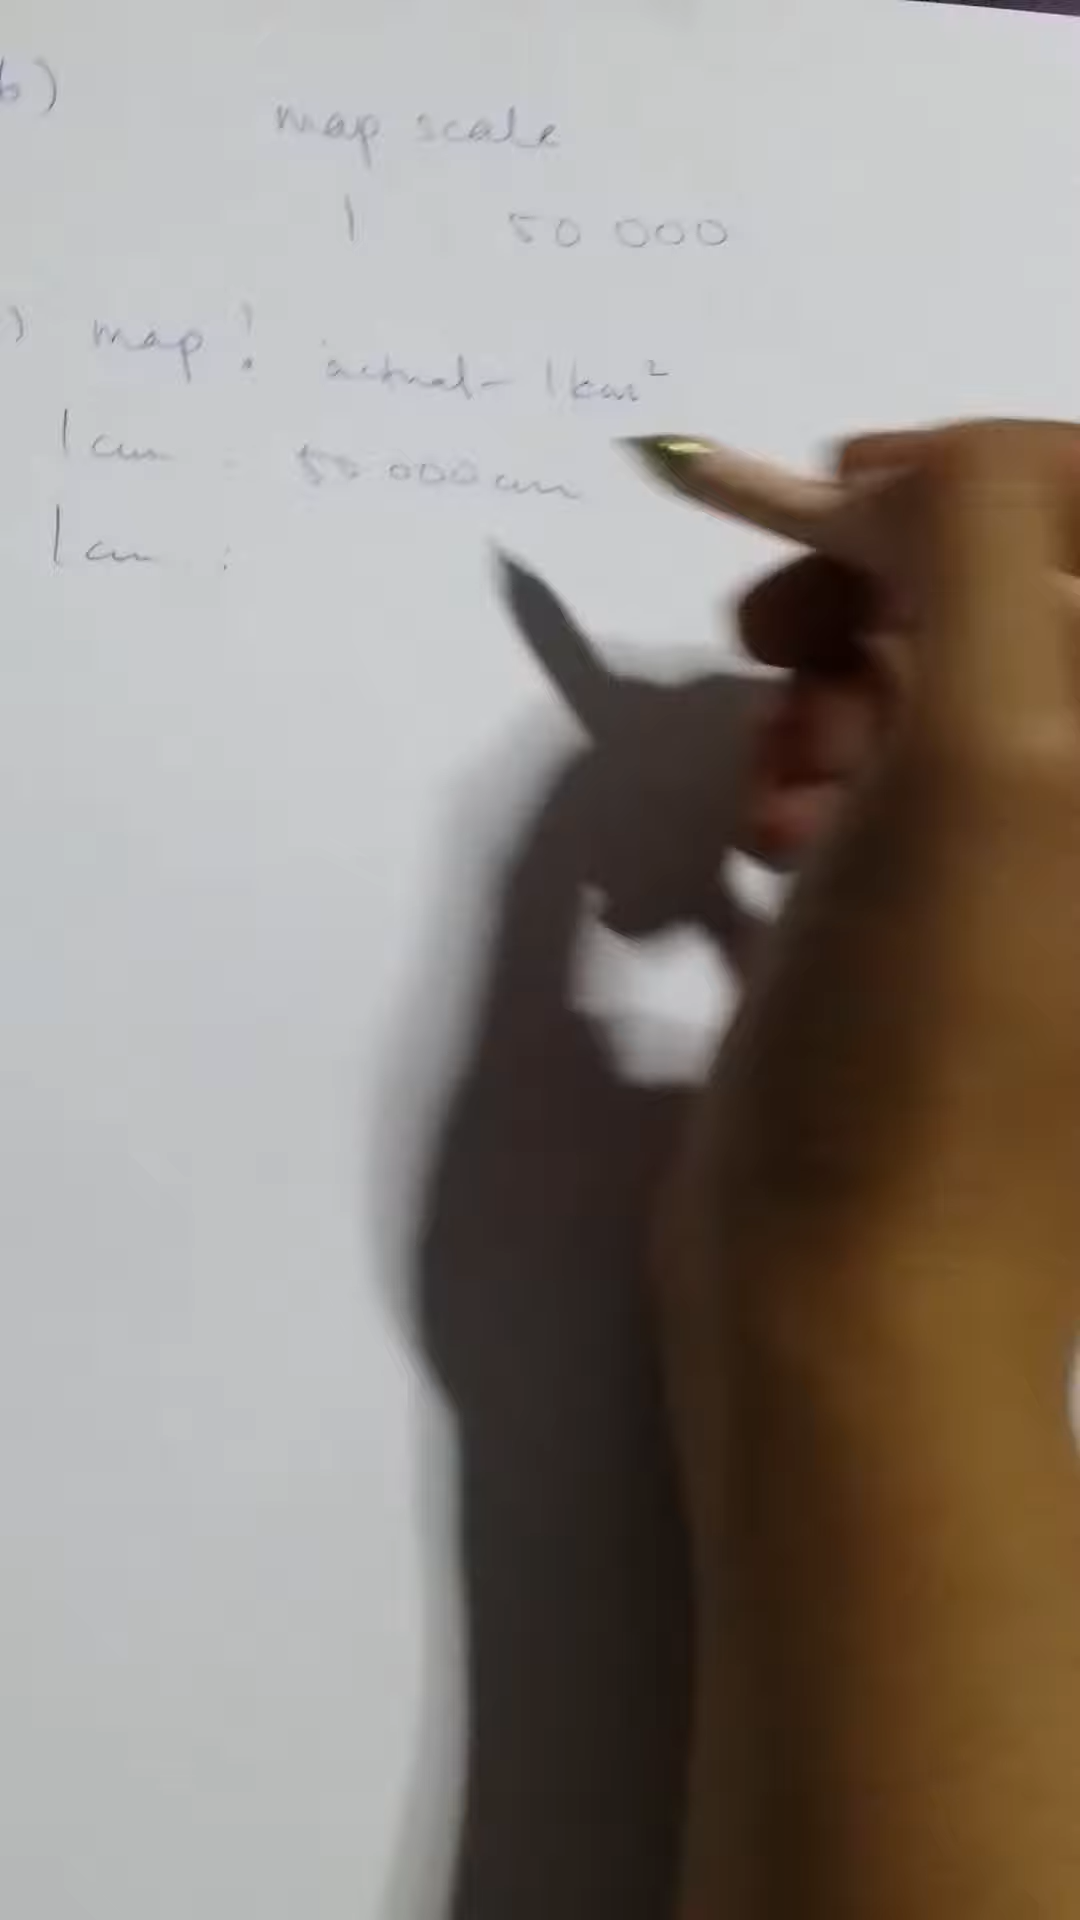 b)
map scale
1 50 000
) map : actual - 1km²
1 cm : 50 000 cm
1 cm :